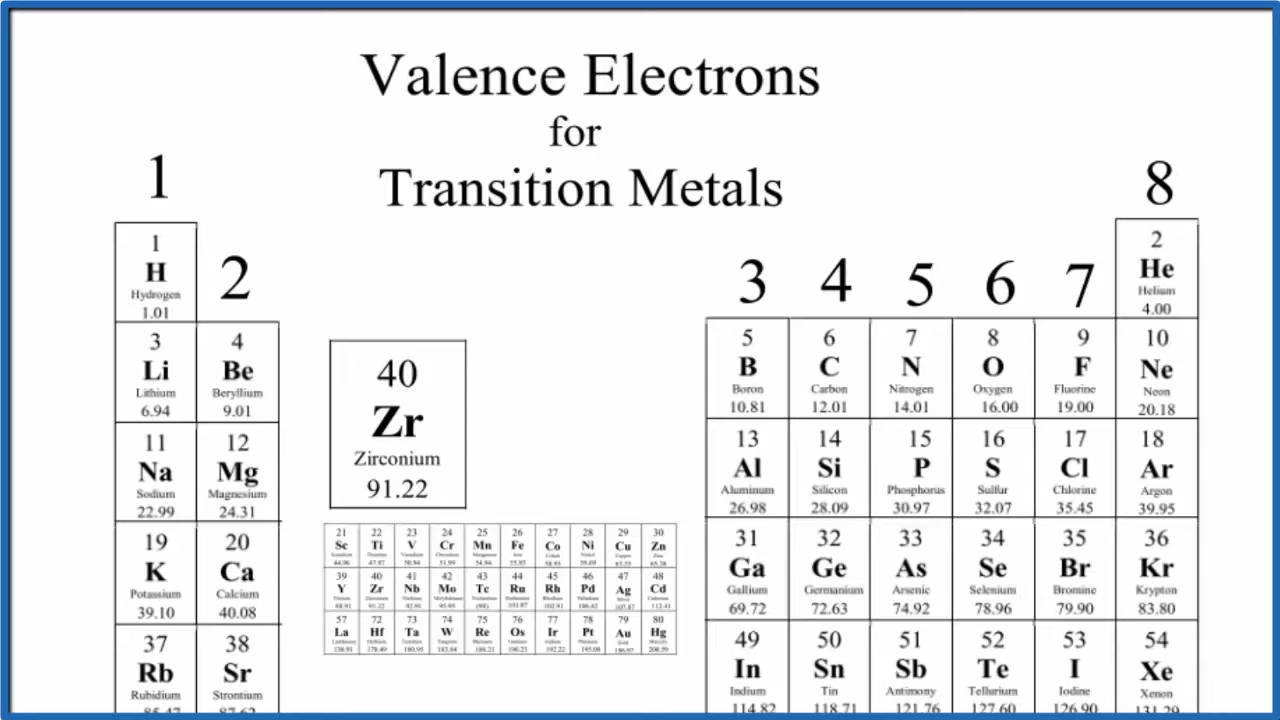 Valence Electrons
for
Transition Metals
1
2
3 4 5 6 7
8
1
H
Hydrogen
1.01
2
He
Helium
4.00
3 4
Li Be
Lithium Beryllium
6.94 9.01
5 6 7 8 9 10
B C N O F Ne
Boron Carbon Nitrogen Oxygen Fluorine Neon
10.81 12.01 14.01 16.00 19.00 20.18
40
Zr
Zirconium
91.22
11 12
Na Mg
Sodium Magnesium
22.99 24.31
13 14 15 16 17 18
Al Si P S Cl Ar
Aluminum Silicon Phosphorus Sulfur Chlorine Argon
26.98 28.09 30.97 32.07 35.45 39.95
19 20
K Ca
Potassium Calcium
39.10 40.08
21 22 23 24 25 26 27 28 29 30
Sc Ti V Cr Mn Fe Co Ni Cu Zn
39 40 41 42 43 44 45 46 47 48
Y Zr Nb Mo Tc Ru Rh Pd Ag Cd
57 72 73 74 75 76 77 78 79 80
La Hf Ta W Re Os Ir Pt Au Hg
31 32 33 34 35 36
Ga Ge As Se Br Kr
Gallium Germanium Arsenic Selenium Bromine Krypton
69.72 72.63 74.92 78.96 79.90 83.80
37 38
Rb Sr
Rubidium Strontium
85.47 87.62
49 50 51 52 53 54
In Sn Sb Te I Xe
Indium Tin Antimony Tellurium Iodine Xenon
114.82 118.71 121.76 127.60 126.90 131.29